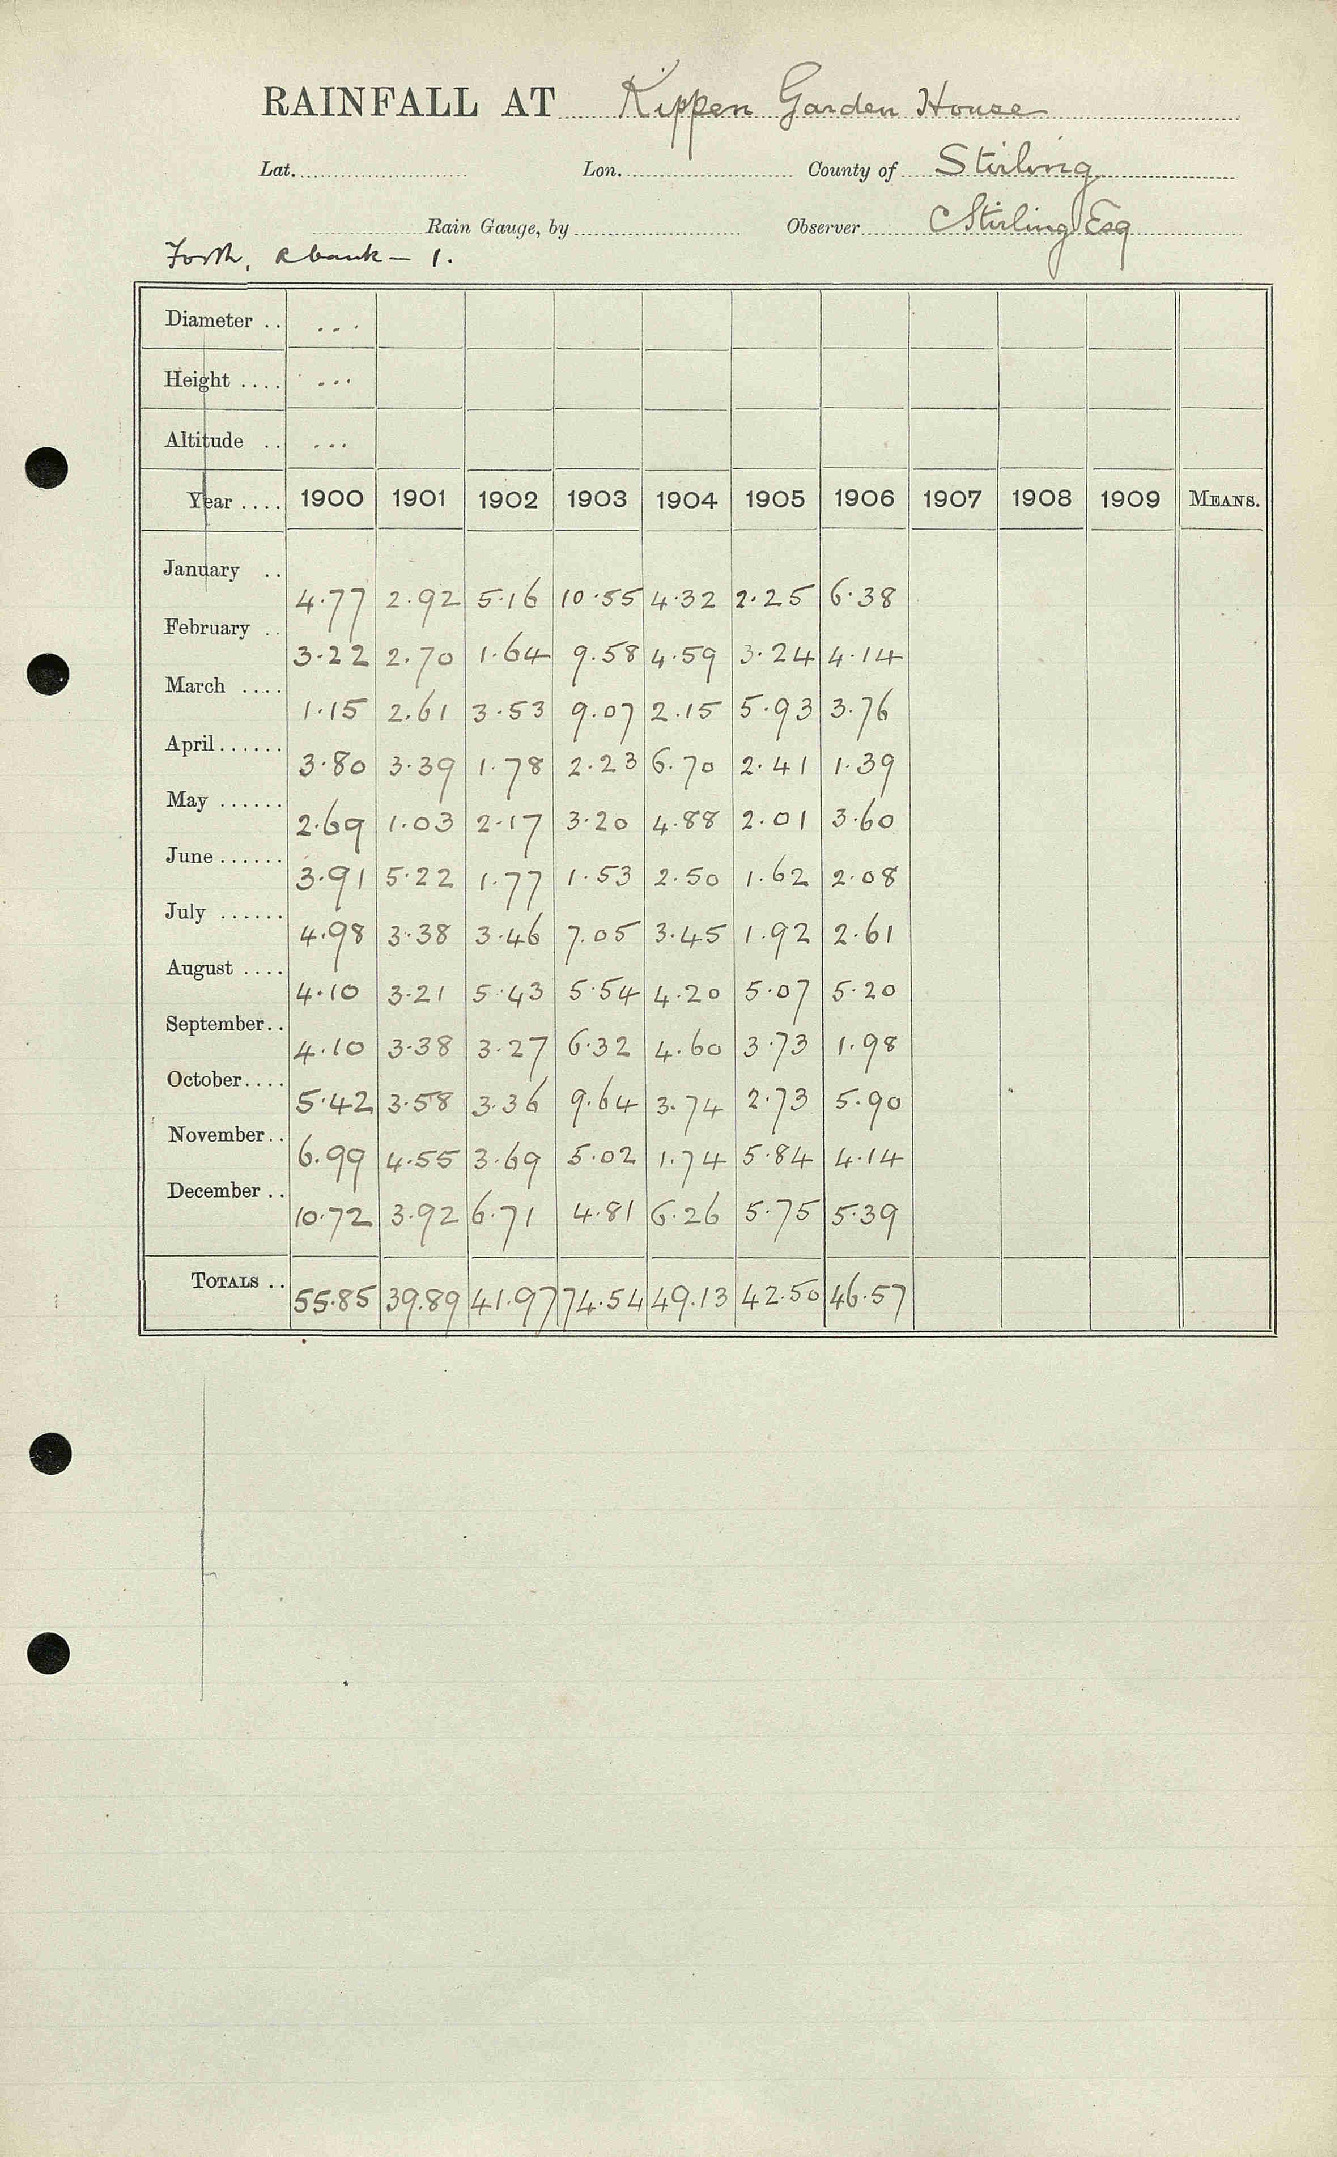 RAINFALL AT Kippen Garden House
Lat. Lon. County of Stirling
Rain Gauge, by Observer C Stirling Esq
Forth, R bank – 1.
Diameter .. ...
Height .... ...
Altitude .. ...
Year .... 1900 1901 1902 1903 1904 1905 1906 1907 1908 1909 MEANS.
January .. 4.77 2.92 5.16 10.55 4.32 2.25 6.38
February .. 3.22 2.70 1.64 9.58 4.59 3.24 4.14
March .... 1.15 2.61 3.53 9.07 2.15 5.93 3.76
April...... 3.80 3.39 1.78 2.23 6.70 2.41 1.39
May ...... 2.69 1.03 2.17 3.20 4.88 2.01 3.60
June ...... 3.91 5.22 1.77 1.53 2.50 1.62 2.08
July ...... 4.98 3.38 3.46 7.05 3.45 1.92 2.61
August .... 4.10 3.21 5.43 5.54 4.20 5.07 5.20
September.. 4.10 3.38 3.27 6.32 4.60 3.73 1.98
October.... 5.42 3.58 3.36 9.64 3.74 2.73 5.90
November.. 6.99 4.55 3.69 5.02 1.74 5.84 4.14
December .. 10.72 3.92 6.71 4.81 6.26 5.75 5.39
TOTALS .. 55.85 39.89 41.97 74.54 49.13 42.50 46.57